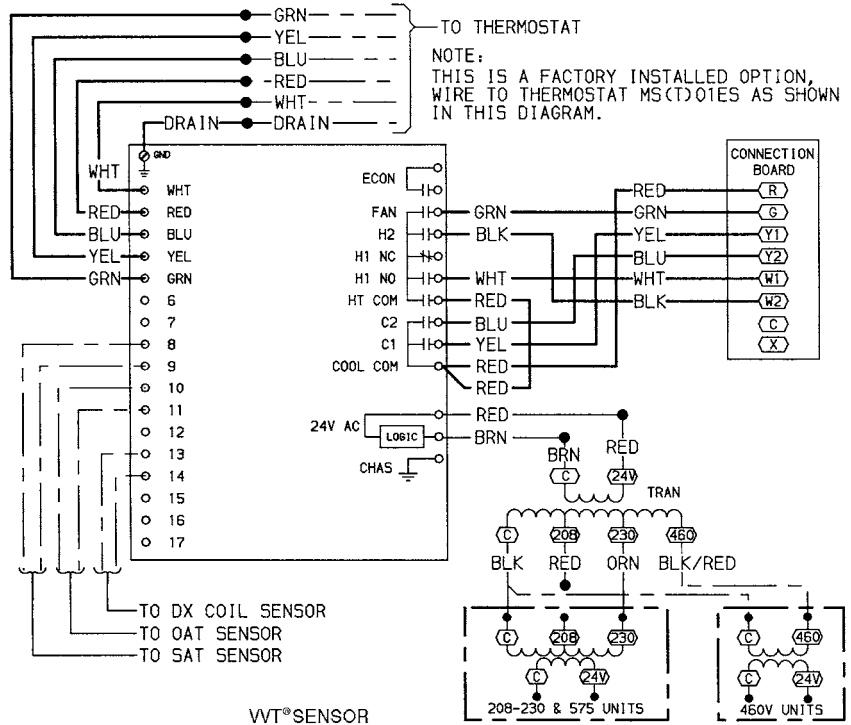 GRN
YEL
BLU
RED
WHT
DRAIN DRAIN
TO THERMOSTAT
NOTE:
THIS IS A FACTORY INSTALLED OPTION,
WIRE TO THERMOSTAT MS(T)01ES AS SHOWN
IN THIS DIAGRAM.
GND
WHT
WHT
RED RED
BLU BLU
YEL YEL
GRN GRN
6
7
8
9
10
11
12
13
14
15
16
17
ECON
FAN
H2
H1 NC
H1 NO
HT COM
C2
C1
COOL COM
24V AC
LOGIC
CHAS
GRN
BLK
WHT
RED
BLU
YEL
RED
RED
RED
BRN
RED
GRN
YEL
BLU
WHT
BLK
CONNECTION
BOARD
R
G
Y1
Y2
W1
W2
C
X
BRN RED
C 24V
TRAN
C 208 230 460
BLK RED ORN BLK/RED
C 208 230
C 24V
208-230 & 575 UNITS
C 460
C 24V
460V UNITS
TO DX COIL SENSOR
TO OAT SENSOR
TO SAT SENSOR
VVT®SENSOR